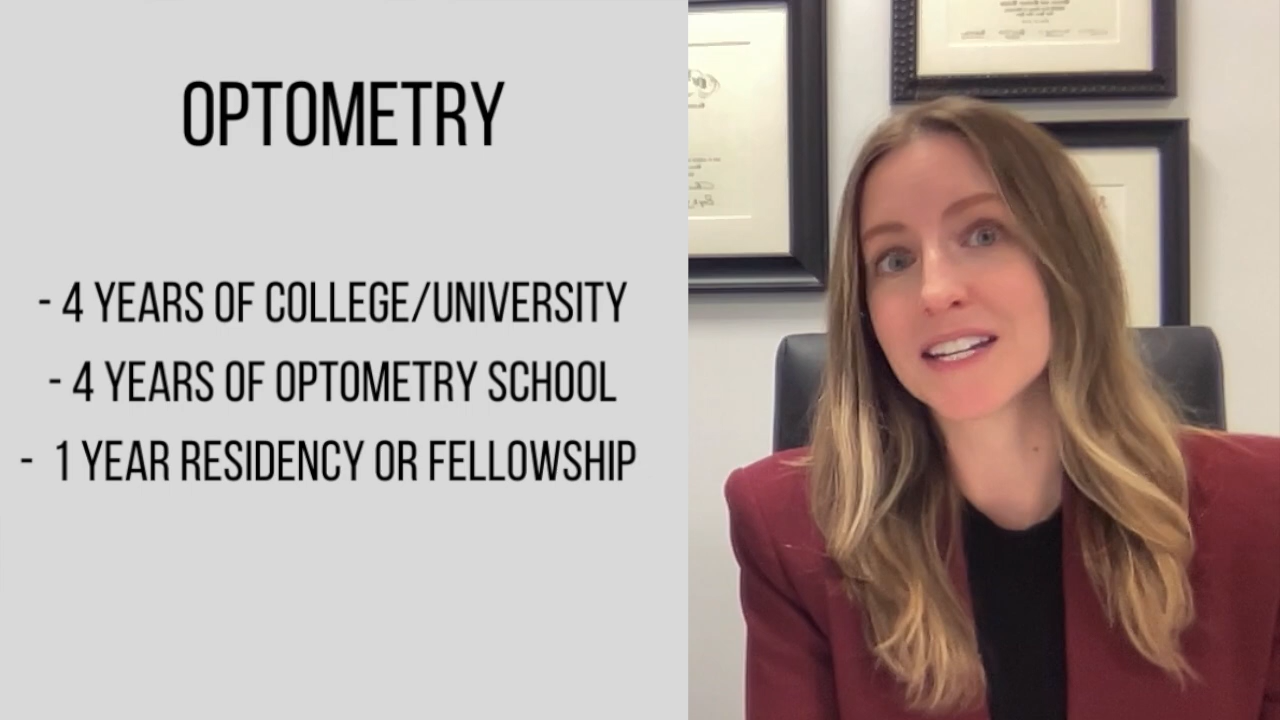 OPTOMETRY
- 4 YEARS OF COLLEGE/UNIVERSITY
- 4 YEARS OF OPTOMETRY SCHOOL
- 1 YEAR RESIDENCY OR FELLOWSHIP